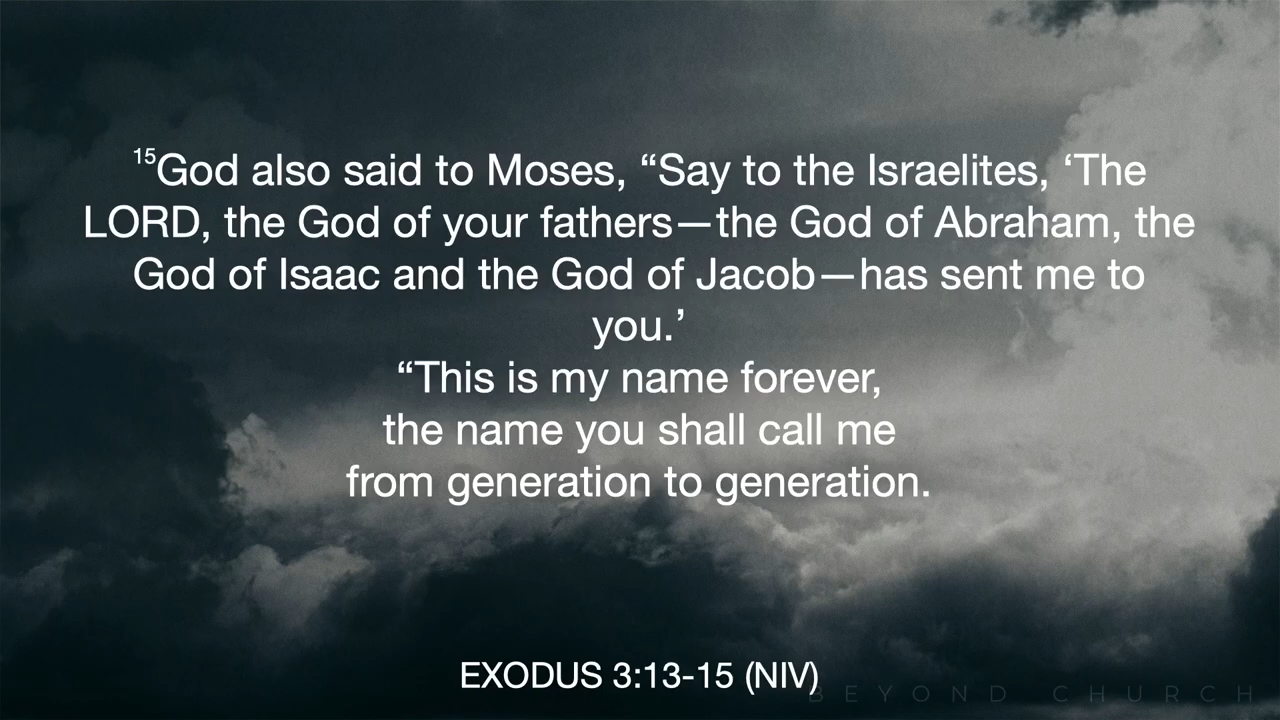 ¹⁵God also said to Moses, “Say to the Israelites, ‘The
LORD, the God of your fathers—the God of Abraham, the
God of Isaac and the God of Jacob—has sent me to
you.’
“This is my name forever,
the name you shall call me
from generation to generation.
EXODUS 3:13-15 (NIV)
BEYOND CHURCH